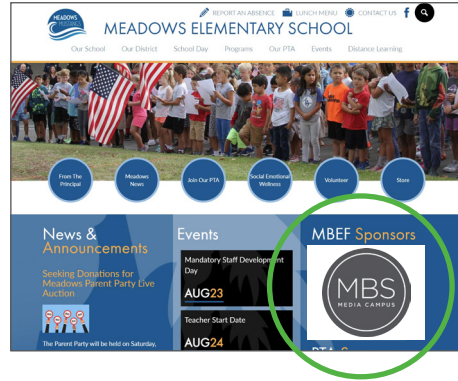 MEADOWS
MUSTANGS
REPORT AN ABSENCE LUNCH MENU CONTACT US f
MEADOWS ELEMENTARY SCHOOL
Our School Our District School Day Programs Our PTA Events Distance Learning
From The
Principal
Meadows
News
Join Our PTA
Social Emotional
Wellness
Volunteer
Store
News &
Announcements
Seeking Donations for
Meadows Parent Party Live
Auction
The Parent Party will be held on Saturday,
Events
Mandatory Staff Development
Day
AUG23
Teacher Start Date
AUG24
MBEF Sponsors
MBS
MEDIA CAMPUS